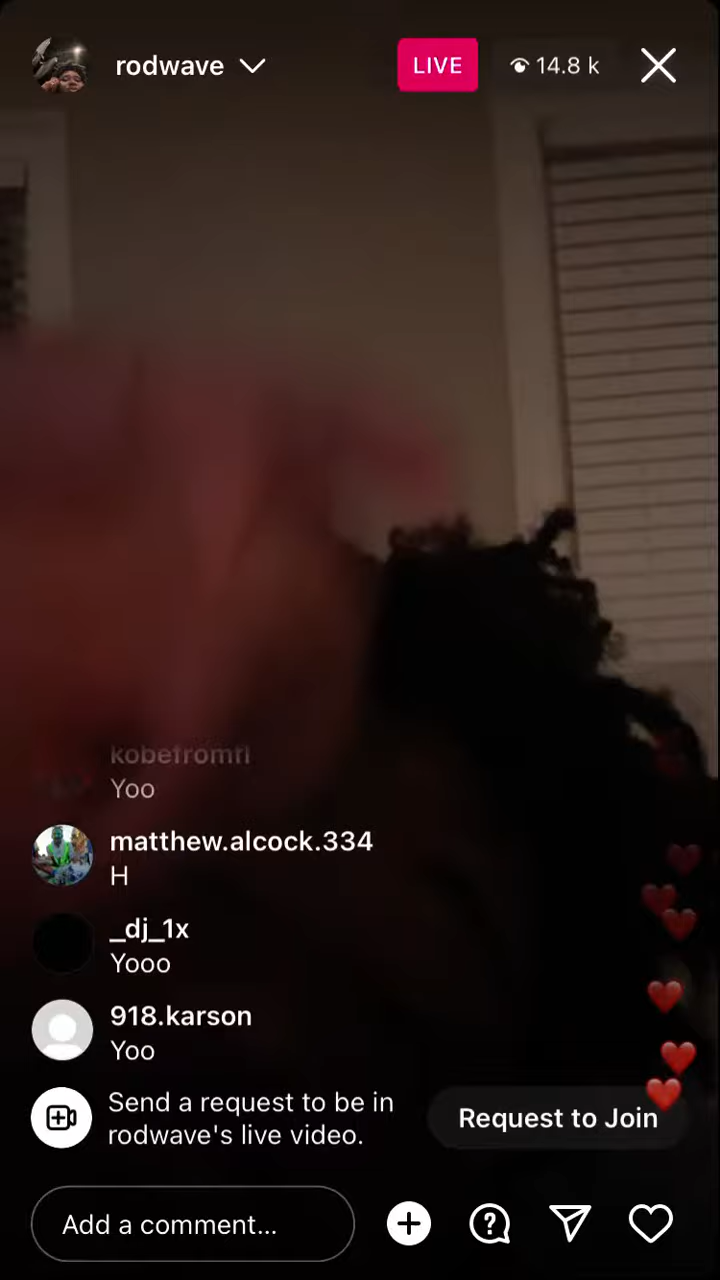 rodwave
LIVE
14.8 k
kobefromfl
Yoo
matthew.alcock.334
H
_dj_1x
Yooo
918.karson
Yoo
Send a request to be in
rodwave's live video.
Request to Join
Add a comment...